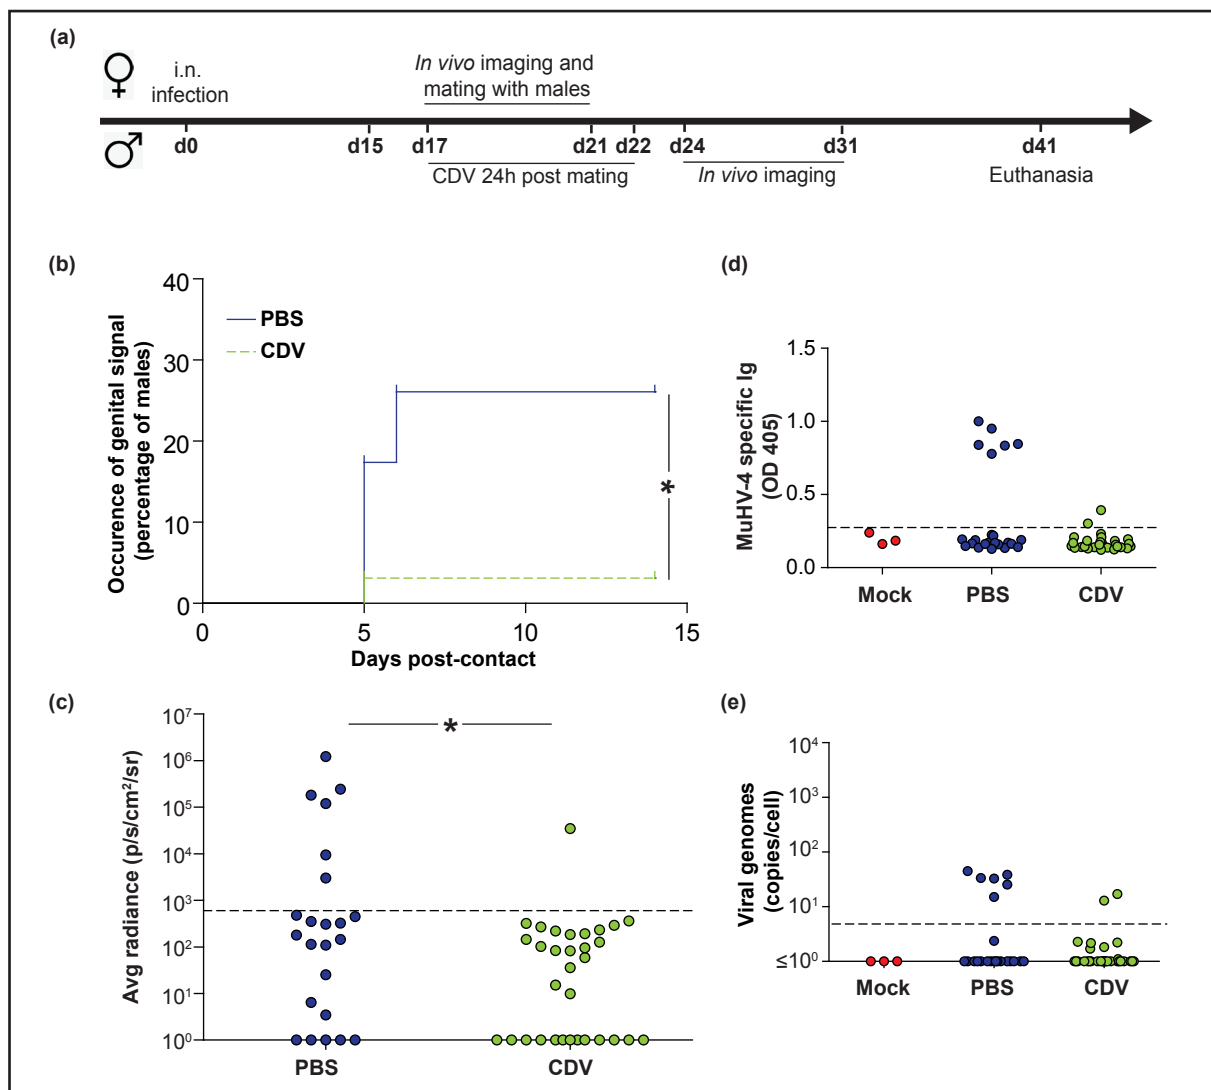 (a)
♀
i.n.
infection
In vivo imaging and
mating with males
♂
d0
d15
d17
d21
d22
d24
d31
d41
CDV 24h post mating
In vivo imaging
Euthanasia
(b)
Occurence of genital signal
(percentage of males)
40
30
20
10
0
PBS
CDV
*
0
5
10
15
Days post-contact
(d)
MuHV-4 specific Ig
(OD 405)
1.5
1.0
0.5
0.0
Mock
PBS
CDV
(c)
Avg radiance (p/s/cm²/sr)
10⁷
10⁶
10⁵
10⁴
10³
10²
10¹
10⁰
*
PBS
CDV
(e)
Viral genomes
(copies/cell)
10⁴
10³
10²
10¹
≤10⁰
Mock
PBS
CDV